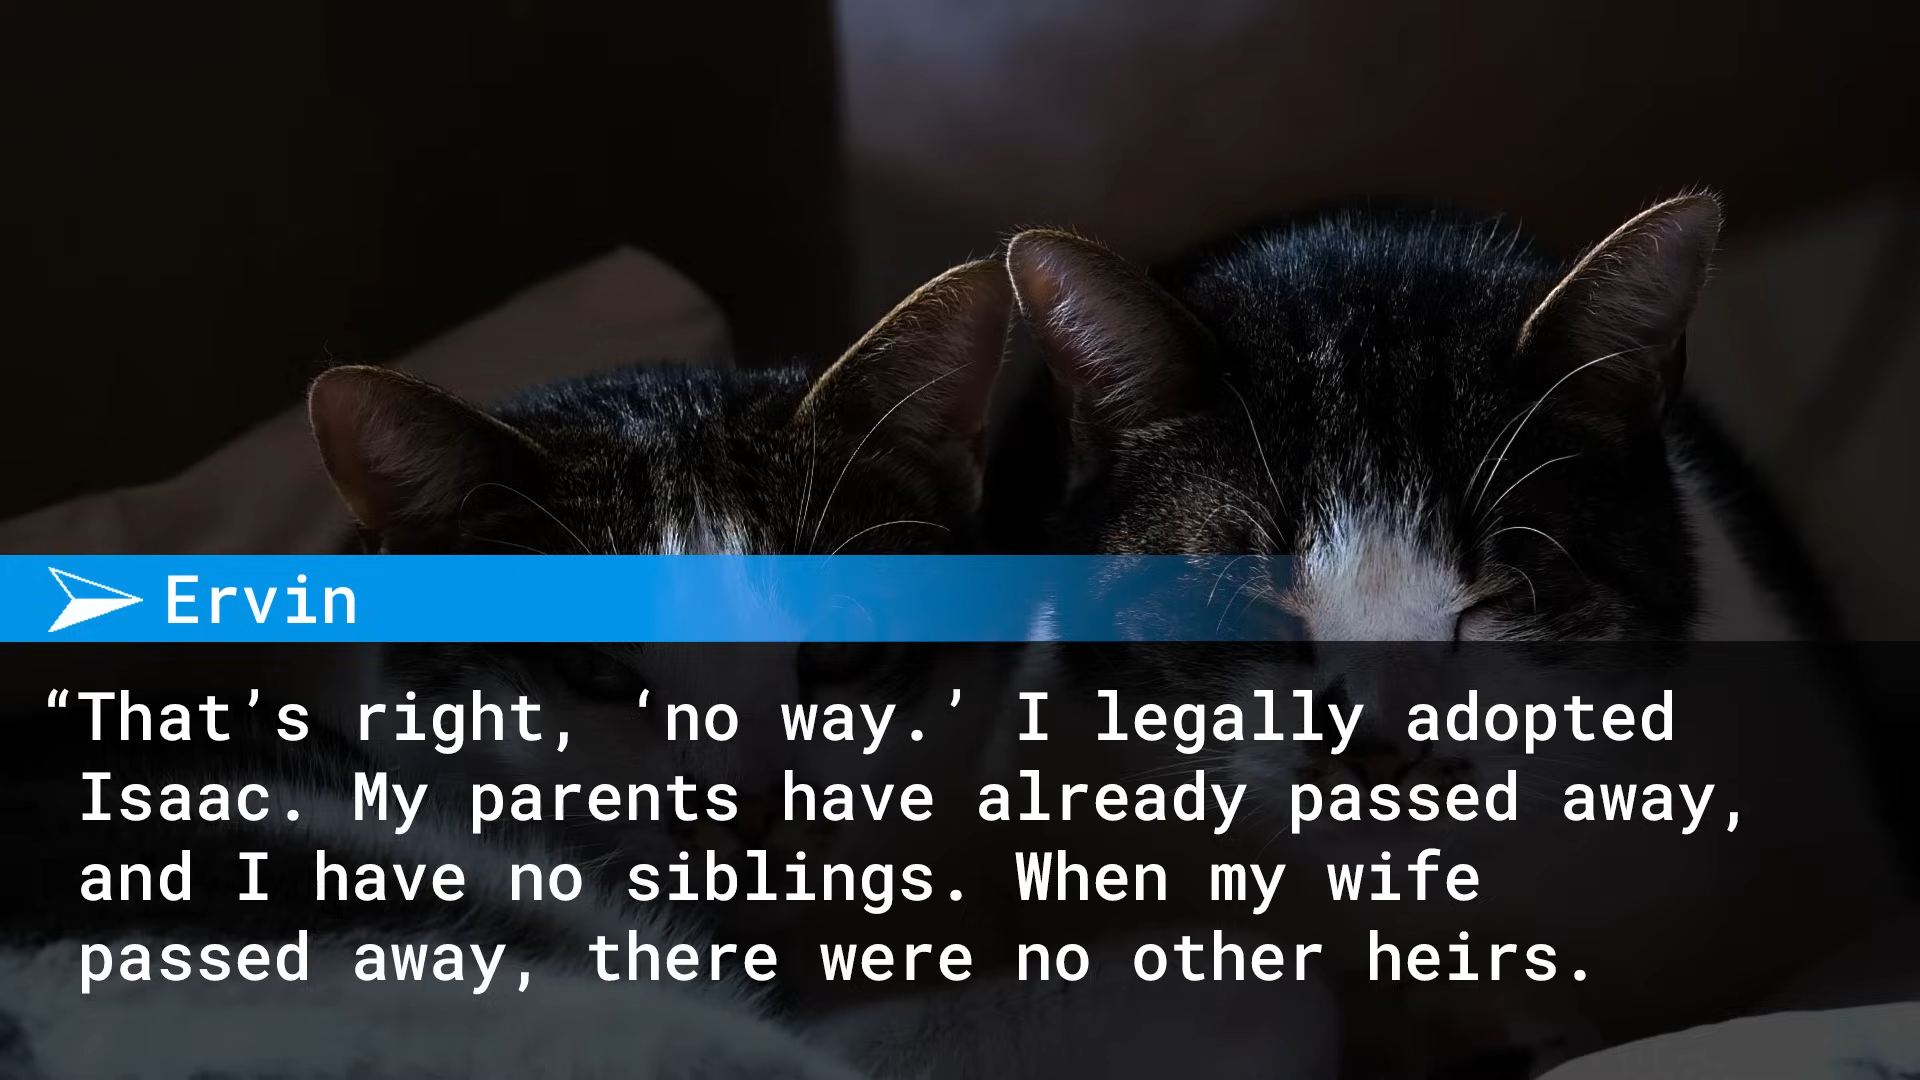 Ervin
“That’s right, ‘no way.’ I legally adopted
Isaac. My parents have already passed away,
and I have no siblings. When my wife
passed away, there were no other heirs.